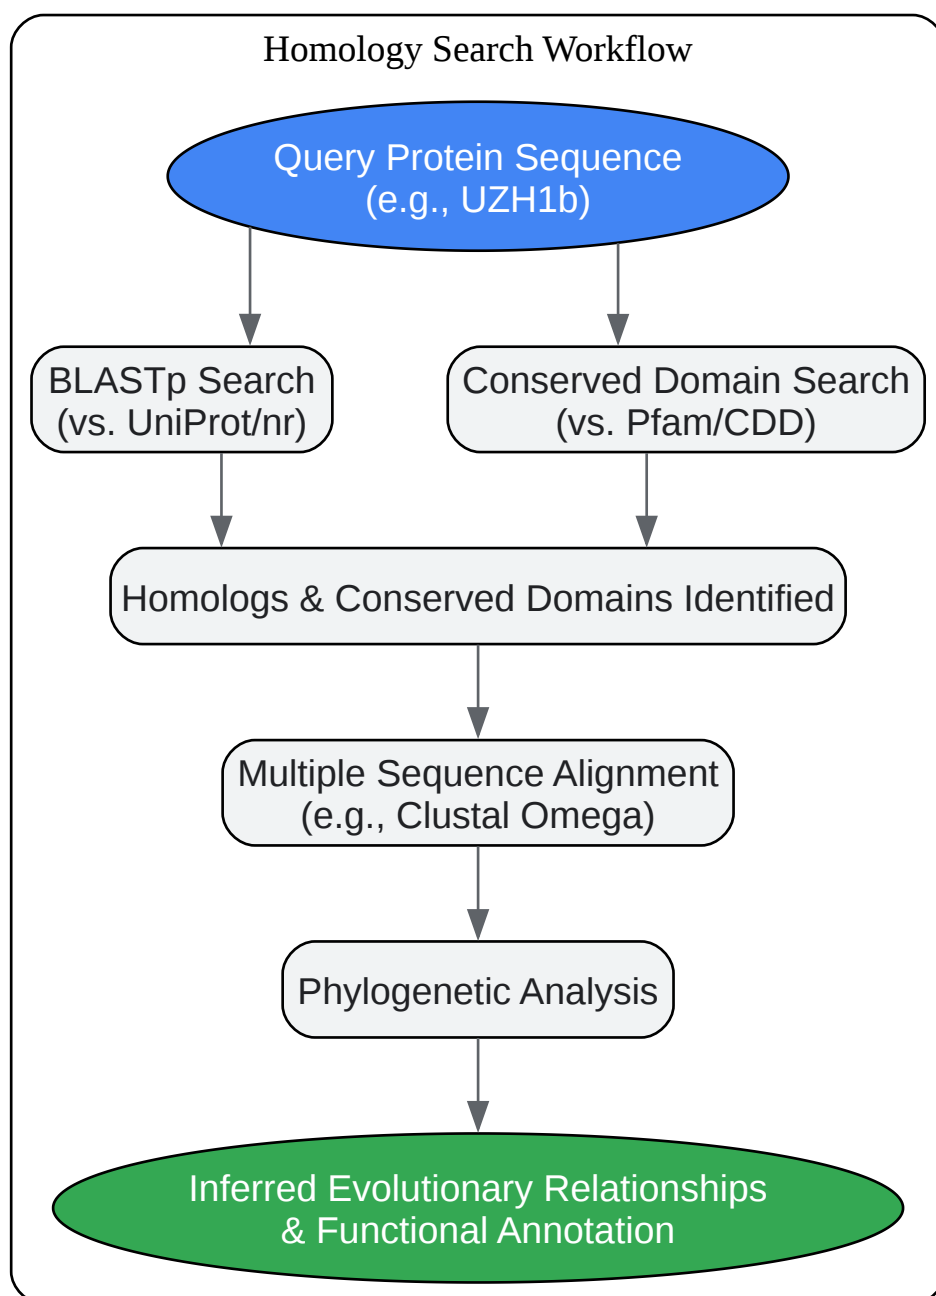 Homology Search Workflow
Query Protein Sequence
(e.g., UZH1b)
BLASTp Search
(vs. UniProt/nr)
Conserved Domain Search
(vs. Pfam/CDD)
Homologs & Conserved Domains Identified
Multiple Sequence Alignment
(e.g., Clustal Omega)
Phylogenetic Analysis
Inferred Evolutionary Relationships
& Functional Annotation